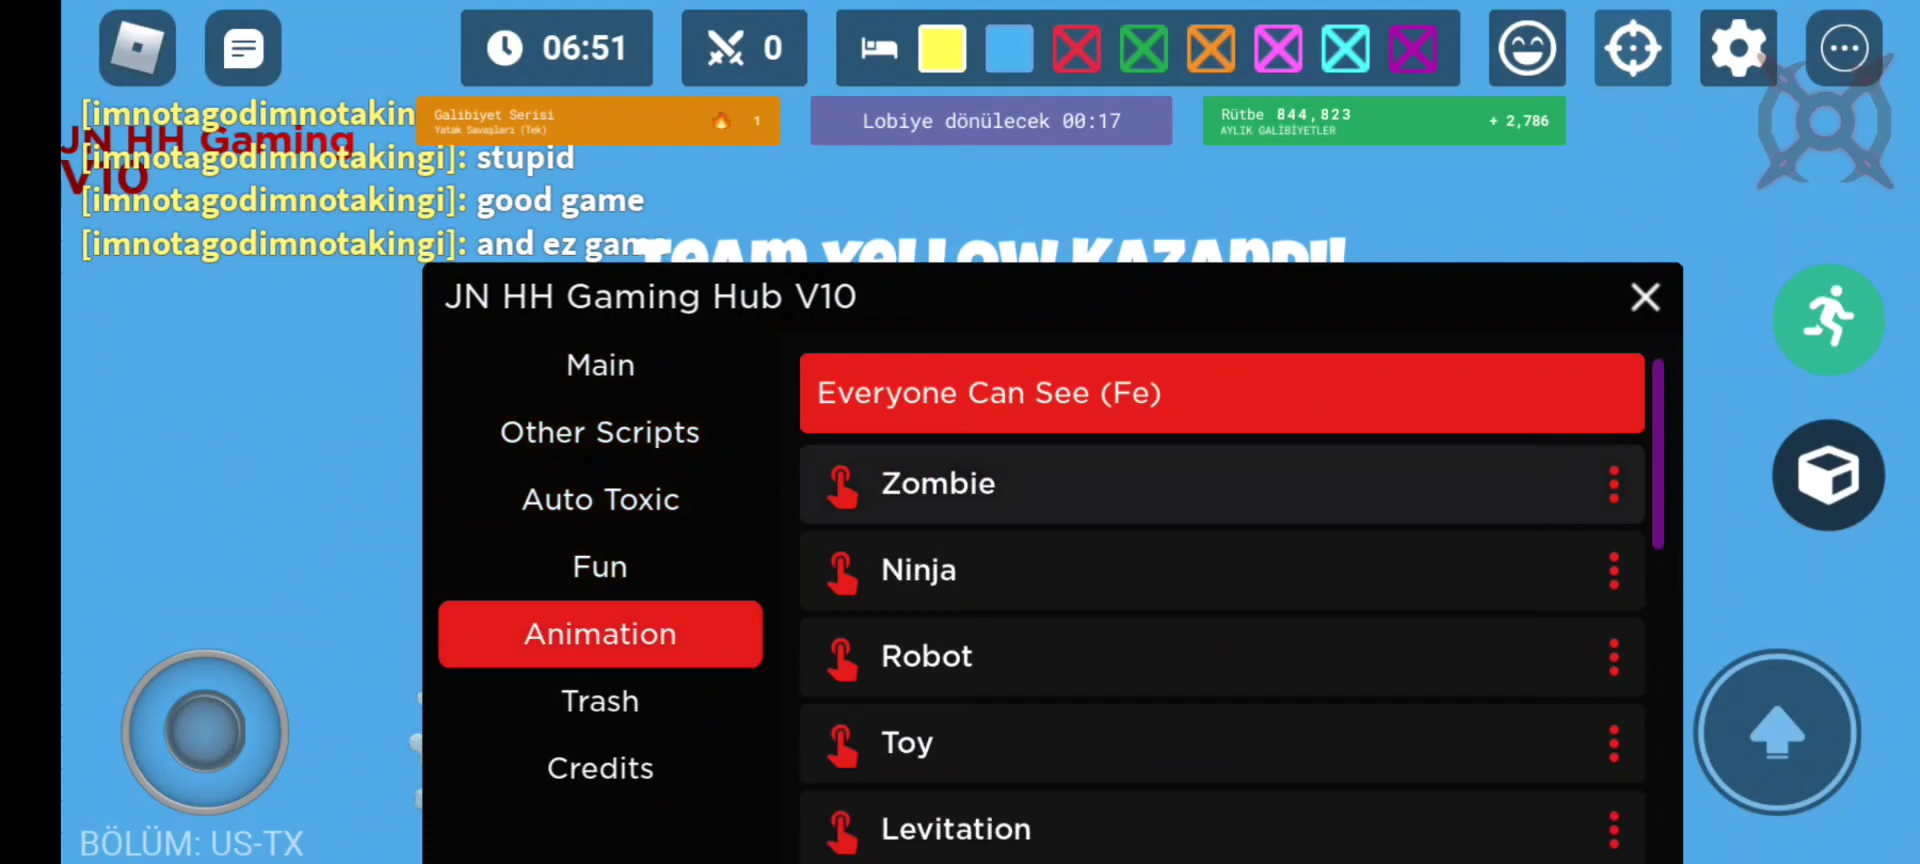 06:51
0
[imnotagodimnotakin
JN HH Gaming
V10
Galibiyet Serisi
Yatak Savaşları (Tek)
1
Lobiye dönülecek 00:17
Rütbe 844,823
AYLIK GALİBİYETLER
+ 2,786
[imnotagodimnotakingi]: stupid
[imnotagodimnotakingi]: good game
[imnotagodimnotakingi]: and ez gam
TEAM YELLOW KAZANDI!
JN HH Gaming Hub V10
Main
Other Scripts
Auto Toxic
Fun
Animation
Trash
Credits
Everyone Can See (Fe)
Zombie
Ninja
Robot
Toy
Levitation
BÖLÜM: US-TX